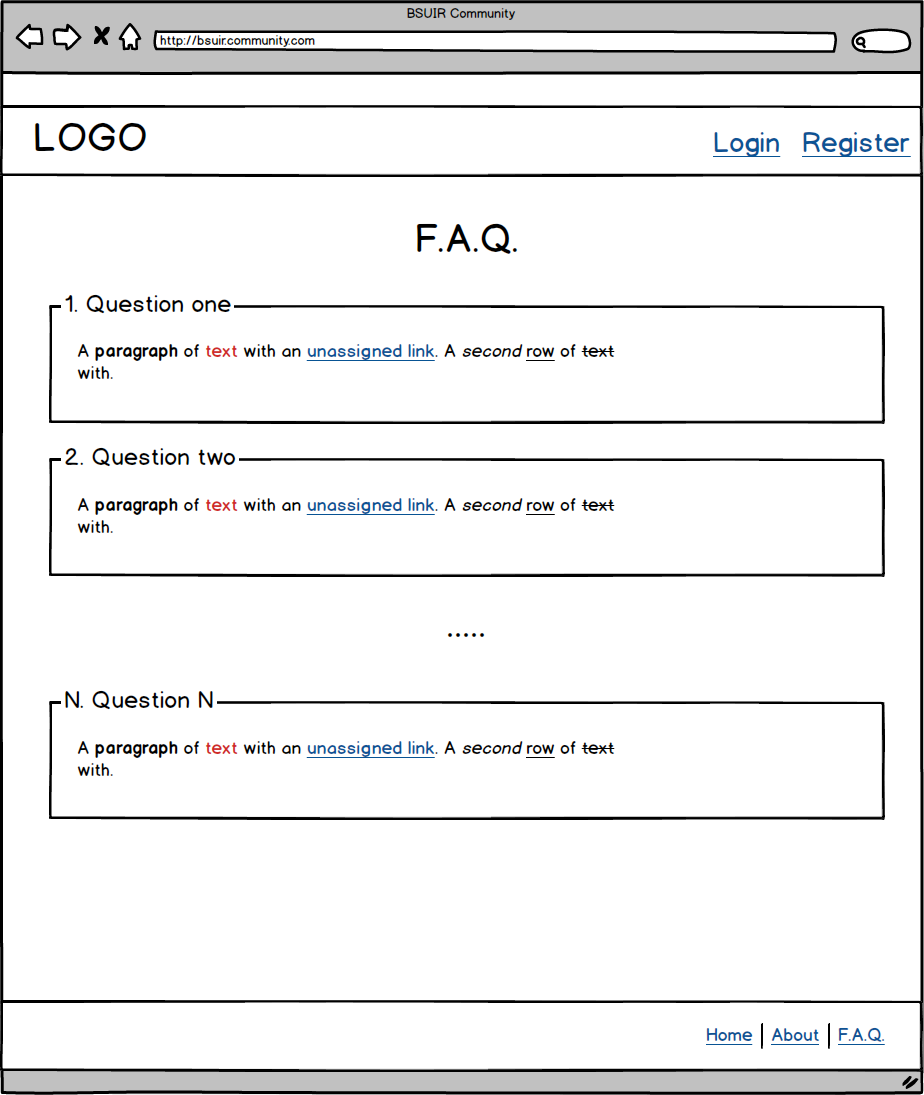 BSUIR Community
http://bsuir.community.com
LOGO
Login Register
F.A.Q.
1. Question one
A paragraph of text with an unassigned link. A second row of text
with.
2. Question two
A paragraph of text with an unassigned link. A second row of text
with.
.....
N. Question N
A paragraph of text with an unassigned link. A second row of text
with.
Home | About | F.A.Q.